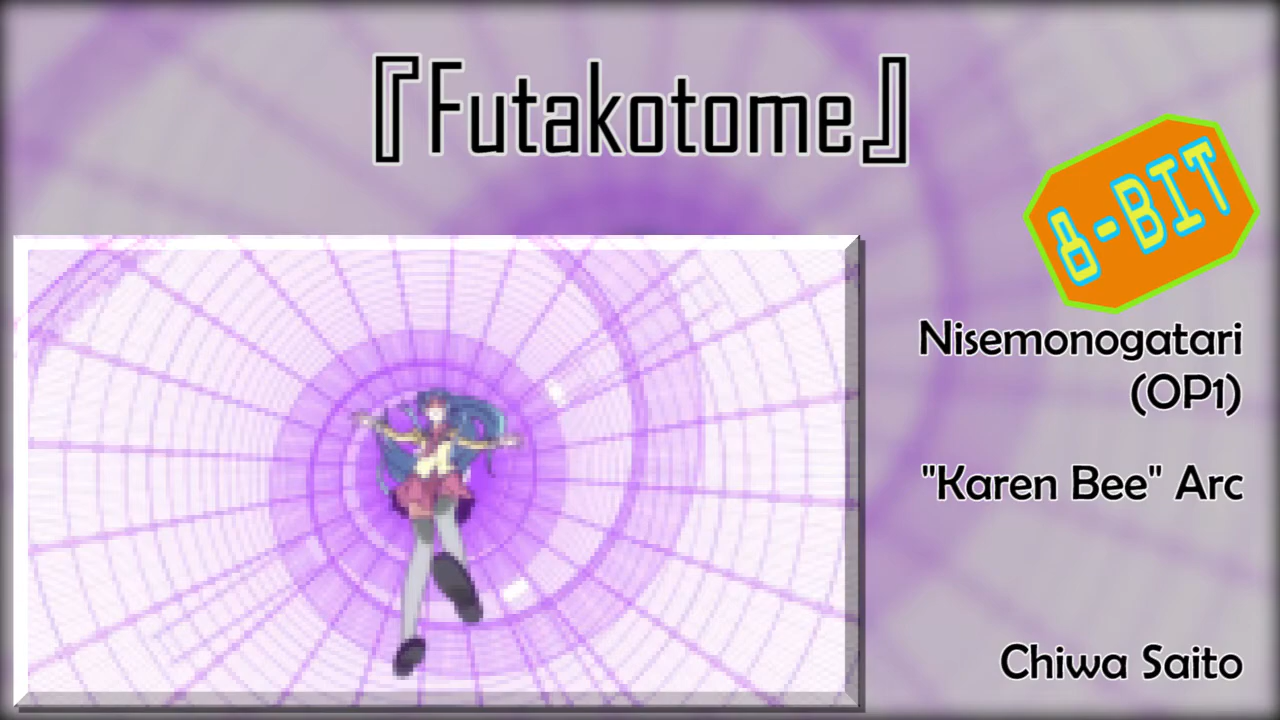 『Futakotome』
8-BIT
Nisemonogatari
(OP1)
"Karen Bee" Arc
Chiwa Saito